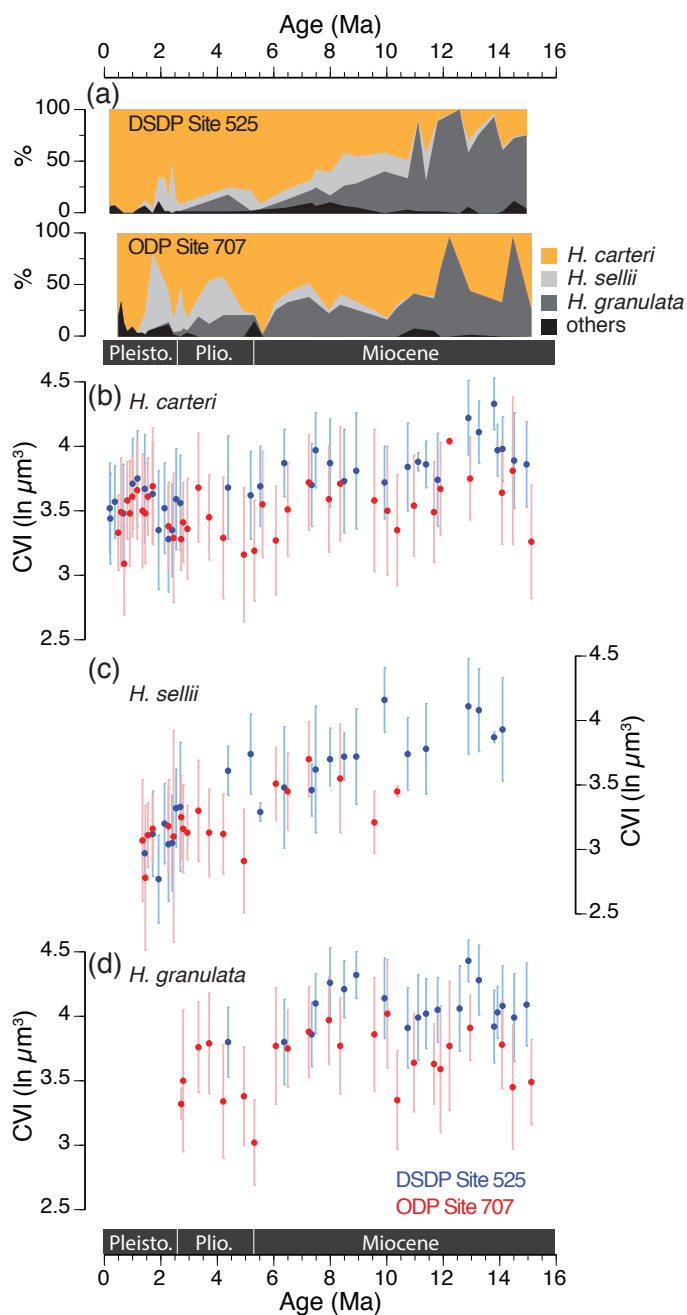 Age (Ma)
0 2 4 6 8 10 12 14 16
(a)
DSDP Site 525
100
50
0
%
ODP Site 707
100
50
0
%
H. carteri
H. sellii
H. granulata
others
Pleisto. Plio. Miocene
(b) H. carteri
4.5
4
3.5
3
2.5
CVI (ln μm³)
(c)
H. sellii
4.5
4
3.5
3
2.5
CVI (ln μm³)
(d)
H. granulata
4.5
4
3.5
3
2.5
CVI (ln μm³)
DSDP Site 525
ODP Site 707
Pleisto. Plio. Miocene
0 2 4 6 8 10 12 14 16
Age (Ma)